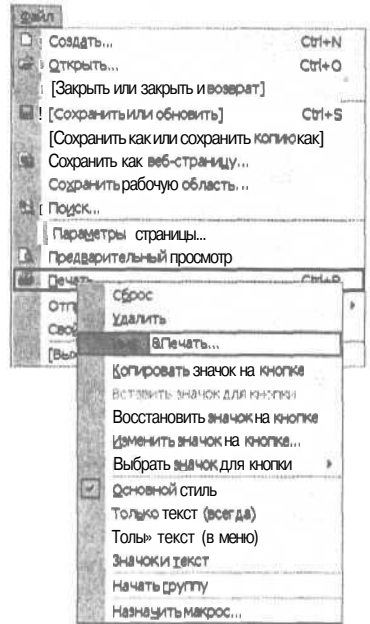 Файл
Создать... Ctrl+N
Открыть... Ctrl+O
[Закрыть или закрыть и возврат]
! [Сохранить или обновить] Ctrl+S
[Сохранить как или сохранить копию как]
Сохранить как веб-страницу...
Сохранить рабочую область...
Поиск...
Параметры страницы...
Предварительный просмотр
Печать Ctrl+P
Сброс
Удалить
&Печать...
Копировать значок на кнопке
Вставить значок для кнопки
Восстановить значок на кнопке
Изменить значок на кнопке...
Выбрать значок для кнопки
Основной стиль
Только текст (всегда)
Толы» текст (в меню)
Значок и текст
Начать группу
Назначить макрос...